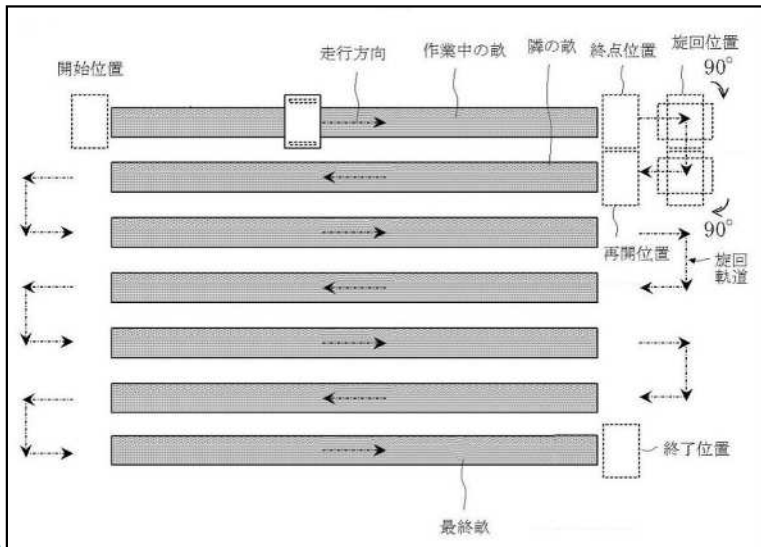 走行方向
作業中の畝
隣の畝
終点位置
旋回位置
開始位置
90°
90°
再開位置
旋回
軌道
終了位置
最終畝